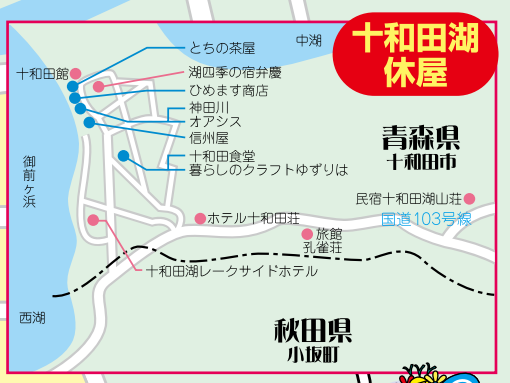 十和田湖
休屋
中湖
とちの茶屋
十和田館
湖四季の宿弁慶
ひめます商店
神田川
オアシス
信州屋
十和田食堂
暮らしのクラフトゆずりは
青森県
十和田市
御前ヶ浜
民宿十和田湖山荘
国道103号線
ホテル十和田荘
旅館
孔雀荘
十和田湖レークサイドホテル
西湖
秋田県
小坂町